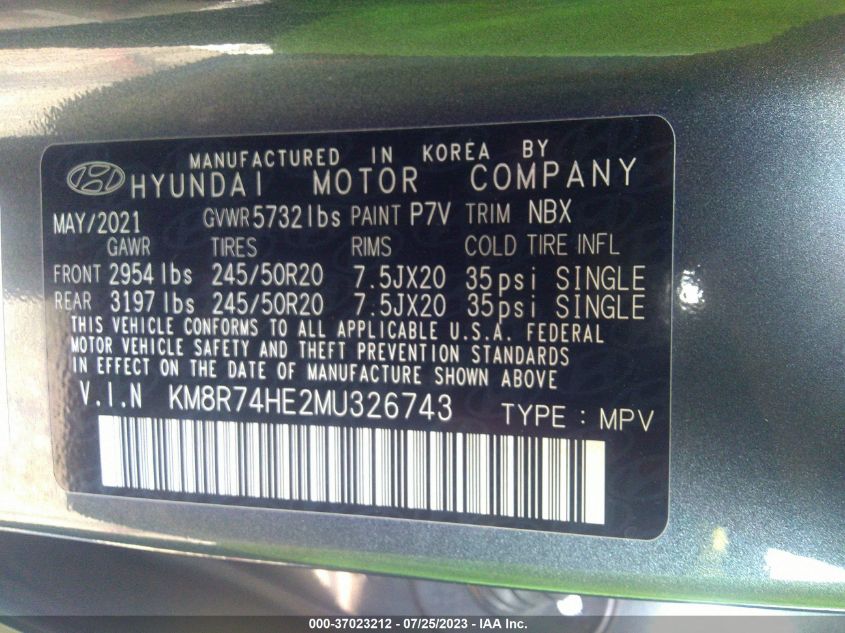 MANUFACTURED IN KOREA BY
HYUNDAI MOTOR COMPANY
MAY/2021 GVWR 5732lbs PAINT P7V TRIM NBX
GAWR TIRES RIMS COLD TIRE INFL
FRONT 2954 lbs 245/50R20 7.5JX20 35psi SINGLE
REAR 3197 lbs 245/50R20 7.5JX20 35psi SINGLE
THIS VEHICLE CONFORMS TO ALL APPLICABLE U.S.A. FEDERAL
MOTOR VEHICLE SAFETY AND THEFT PREVENTION STANDARDS
IN EFFECT ON THE DATE OF MANUFACTURE SHOWN ABOVE
V.I.N KM8R74HE2MU326743 TYPE : MPV
000-37023212 - 07/25/2023 - IAA Inc.